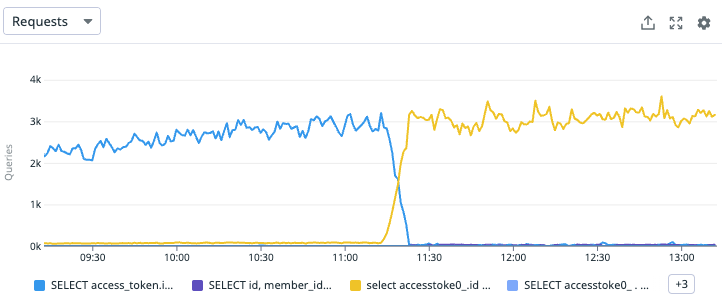 Requests
4k
3k
2k
1k
0k
Queries
09:30 10:00 10:30 11:00 11:30 12:00 12:30 13:00
SELECT access_token.i... SELECT id, member_id... select accesstoke0_.id ... SELECT accesstoke0_ . ... +3